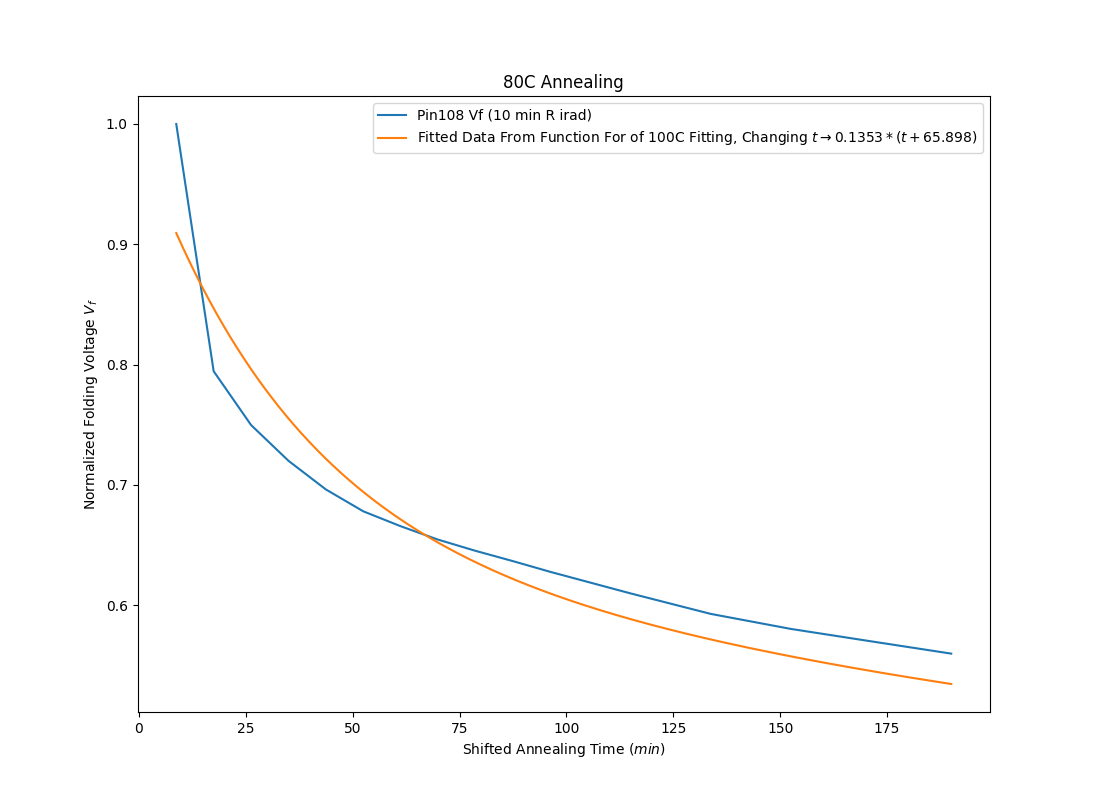 80C Annealing
Pin108 Vf (10 min R irad)
Fitted Data From Function For of 100C Fitting, Changing t → 0.1353 * (t + 65.898)
1.0
0.9
0.8
0.7
0.6
Normalized Folding Voltage V_f
0 25 50 75 100 125 150 175
Shifted Annealing Time (min)